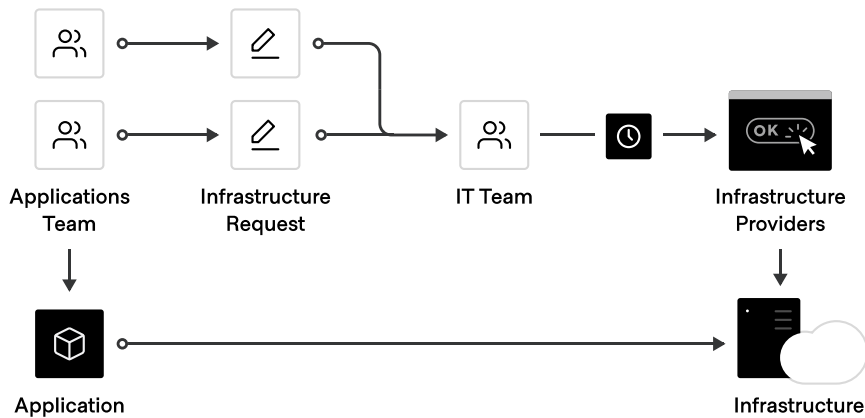 OK
Applications
Team
Infrastructure
Request
IT Team
Infrastructure
Providers
Application
Infrastructure